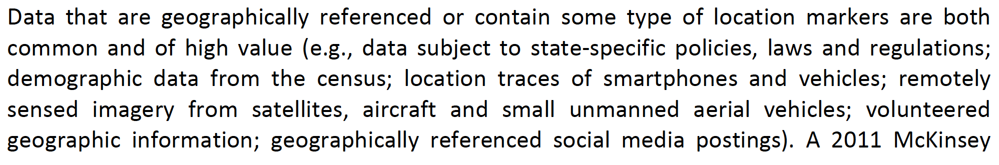 Data that are geographically referenced or contain some type of location markers are both
common and of high value (e.g., data subject to state-specific policies, laws and regulations;
demographic data from the census; location traces of smartphones and vehicles; remotely
sensed imagery from satellites, aircraft and small unmanned aerial vehicles; volunteered
geographic information; geographically referenced social media postings). A 2011 McKinsey